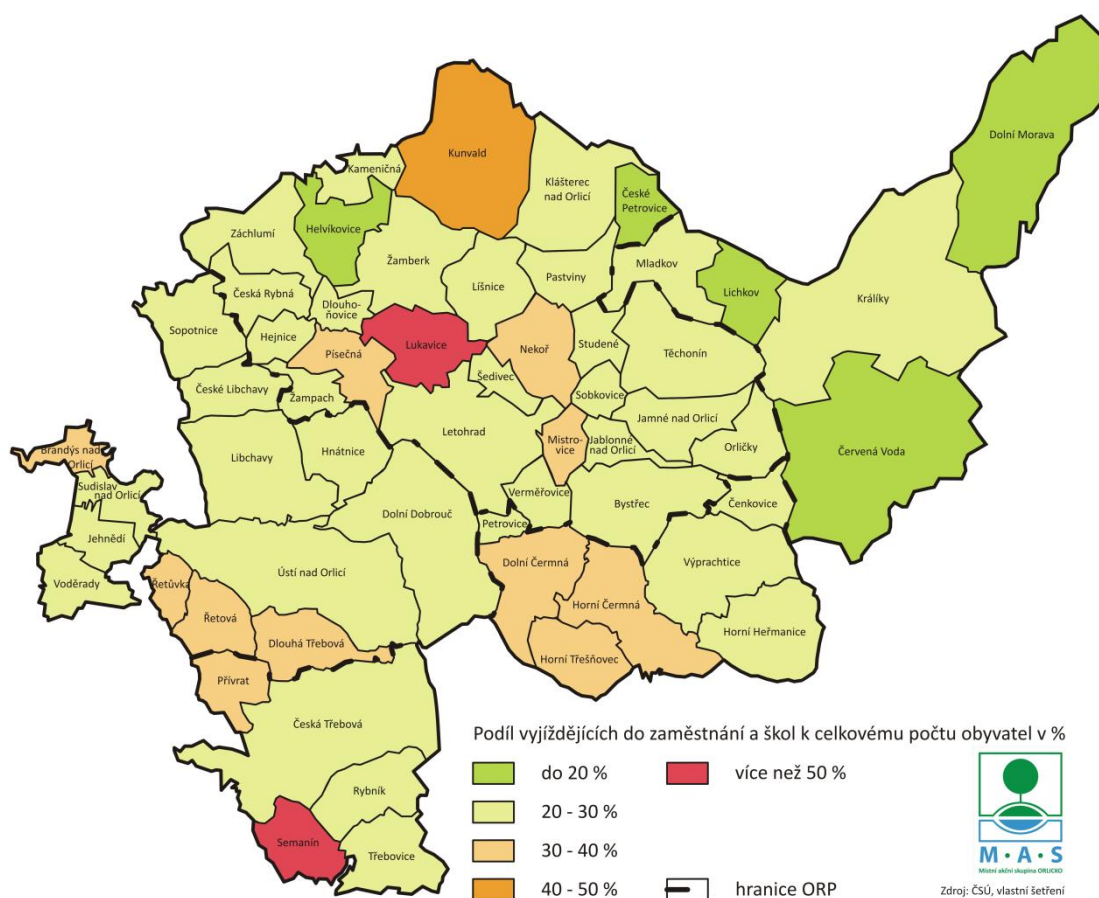 Dolní Morava
Kunvald
Kameničná
Klášterec
nad Orlicí
České
Petrovice
Helvíkovice
Záchlumí
Žamberk
Líšnice
Pastviny
Mladkov
Lichkov
Králíky
Česká Rybná
Dlouho-
ňovice
Sopotnice
Hejnice
Písečná
Lukavice
Nekoř
Studené
Těchonín
Šedivec
České Libchavy
Žampach
Sobkovice
Letohrad
Mistro-
vice
Jablonné
nad Orlicí
Jamné nad Orlicí
Orličky
Červená Voda
Brandýs nad
Orlicí
Libchavy
Hnátnice
Sudislav
nad Orlicí
Verměřovice
Bystřec
Čenkovice
Dolní Dobrouč
Petrovice
Jehnědí
Ústí nad Orlicí
Dolní Čermná
Výprachtice
Voděrady
Řetůvka
Horní Čermná
Řetová
Dlouhá Třebová
Horní Heřmanice
Horní Třešňovec
Přívrat
Česká Třebová
Rybník
Semanín
Třebovice
Podíl vyjíždějících do zaměstnání a škol k celkovému počtu obyvatel v %
do 20 %
více než 50 %
20 - 30 %
30 - 40 %
40 - 50 %
hranice ORP
M · A · S
Místní akční skupina ORLICKO
Zdroj: ČSÚ, vlastní šetření